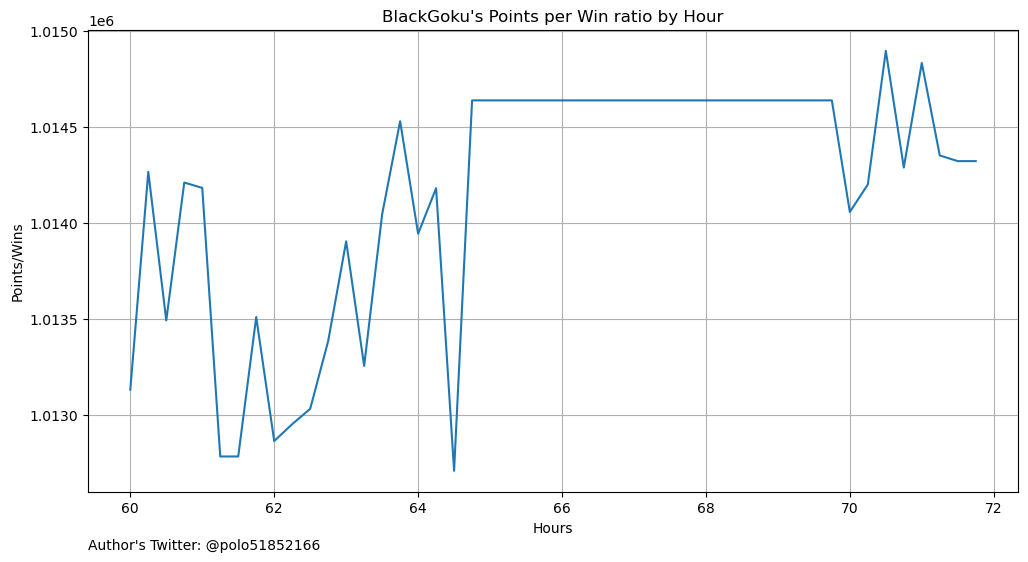 BlackGoku's Points per Win ratio by Hour
1e6
1.0150
1.0145
1.0140
1.0135
1.0130
Points/Wins
60 62 64 66 68 70 72
Hours
Author's Twitter: @polo51852166